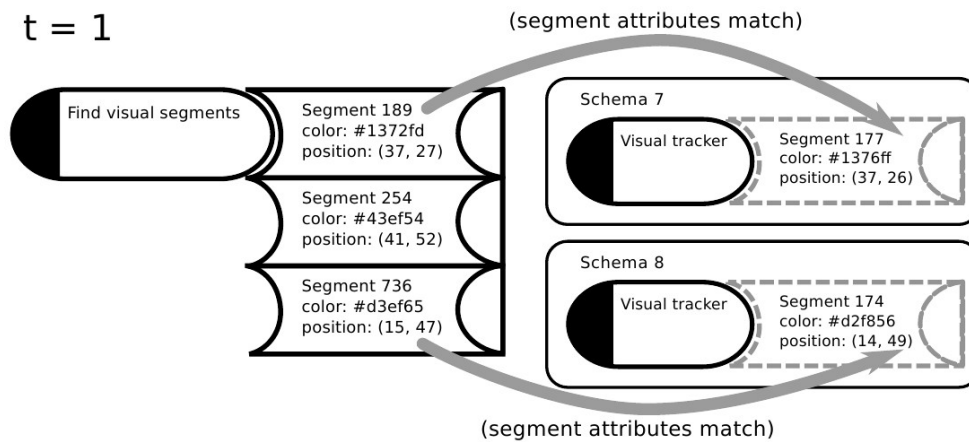 t = 1
(segment attributes match)
Find visual segments
Segment 189
color: #1372fd
position: (37, 27)
Segment 254
color: #43ef54
position: (41, 52)
Segment 736
color: #d3ef65
position: (15, 47)
Schema 7
Visual tracker
Segment 177
color: #1376ff
position: (37, 26)
Schema 8
Visual tracker
Segment 174
color: #d2f856
position: (14, 49)
(segment attributes match)